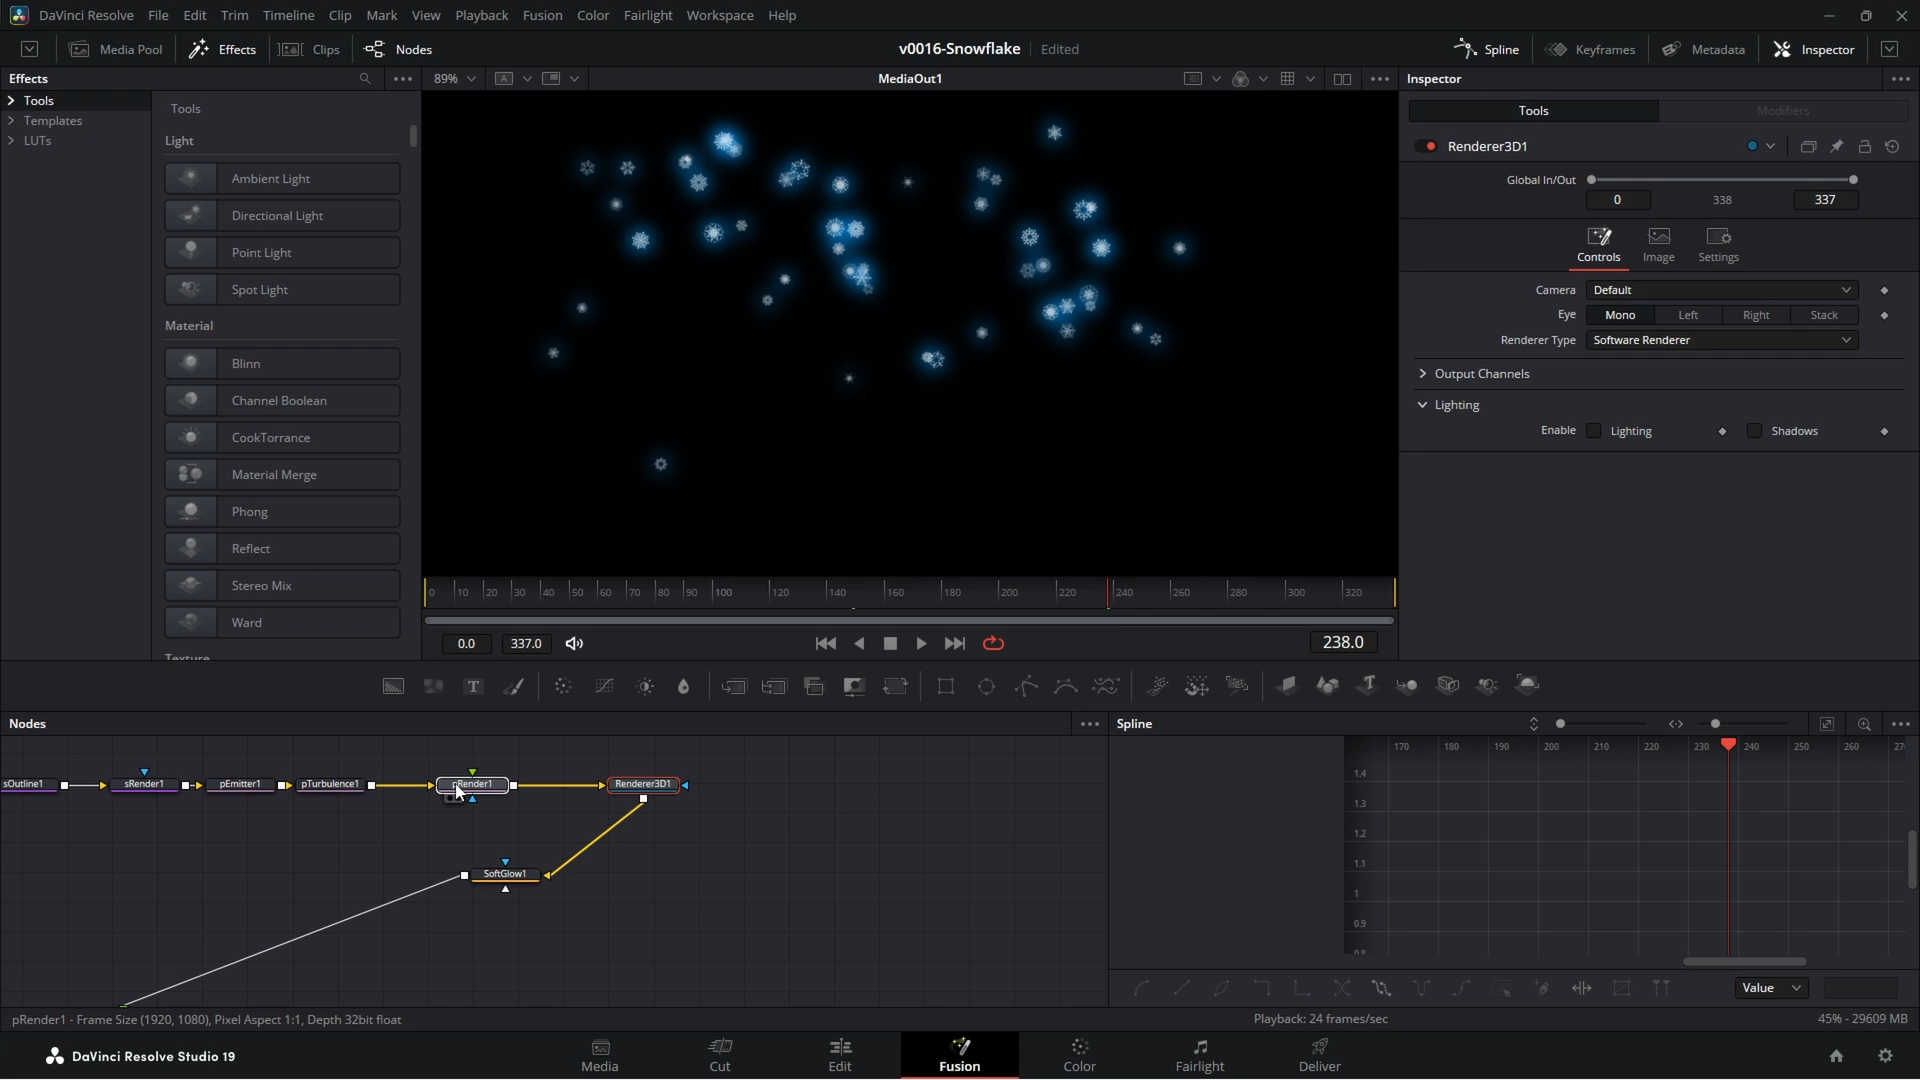 DaVinci Resolve File Edit Trim Timeline Clip Mark View Playback Fusion Color Fairlight Workspace Help
Media Pool Effects Clips Nodes v0016-Snowflake Edited Spline Keyframes Metadata Inspector
Effects 89% A MediaOut1 Inspector
Tools
Templates
LUTs
Tools
Light
Ambient Light
Directional Light
Point Light
Spot Light
Material
Blinn
Channel Boolean
CookTorrance
Material Merge
Phong
Reflect
Stereo Mix
Ward
Texture
0 10 20 30 40 50 60 70 80 90 100 120 140 160 180 200 220 240 260 280 300 320
0.0 337.0 238.0
Tools Modifiers
Renderer3D1
Global In/Out
0 338 337
Controls Image Settings
Camera Default
Eye Mono Left Right Stack
Renderer Type Software Renderer
Output Channels
Lighting
Enable Lighting Shadows
T T
Nodes
sOutline1 sRender1 pEmitter1 pTurbulence1 pRender1 Renderer3D1
SoftGlow1
Spline
170 180 190 200 210 220 230 240 250 260 27
1.4
1.3
1.2
1.1
1
0.9
0.8
Value
pRender1 - Frame Size (1920, 1080), Pixel Aspect 1:1, Depth 32bit float Playback: 24 frames/sec 45% - 29609 MB
DaVinci Resolve Studio 19 Media Cut Edit Fusion Color Fairlight Deliver